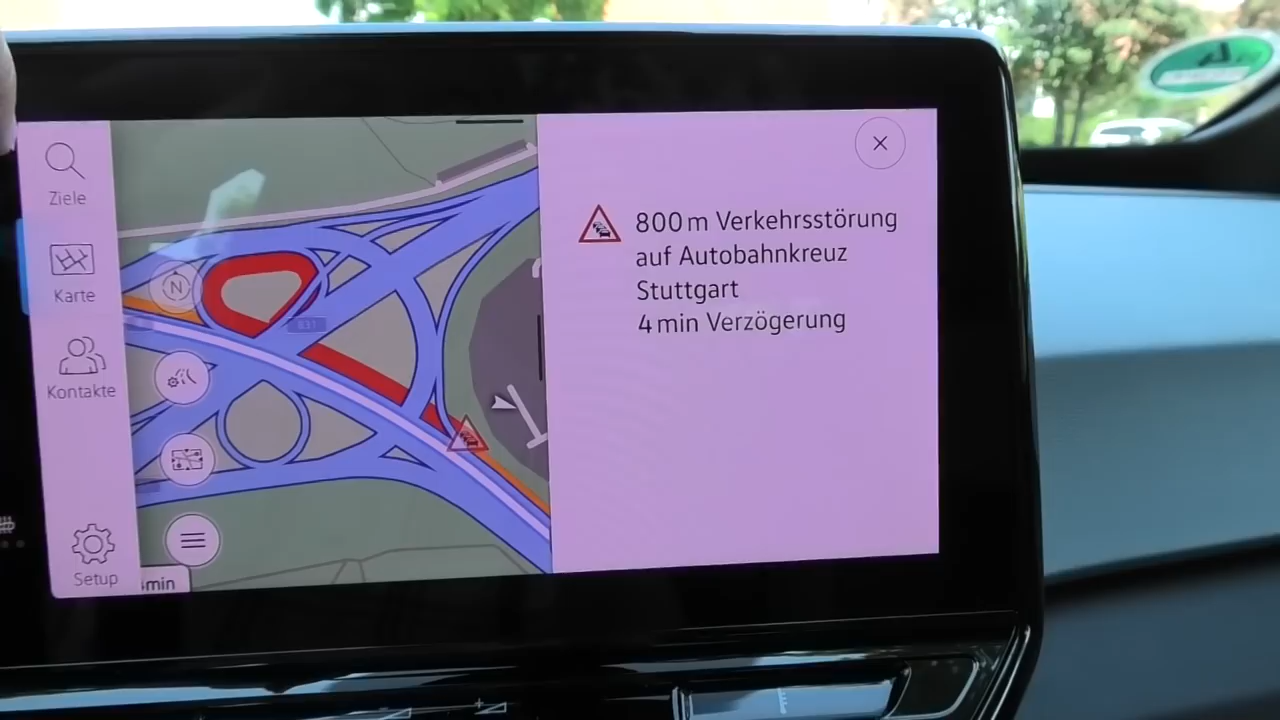 Ziele
Karte
Kontakte
Setup
N
min
800 m Verkehrsstörung
auf Autobahnkreuz
Stuttgart
4 min Verzögerung